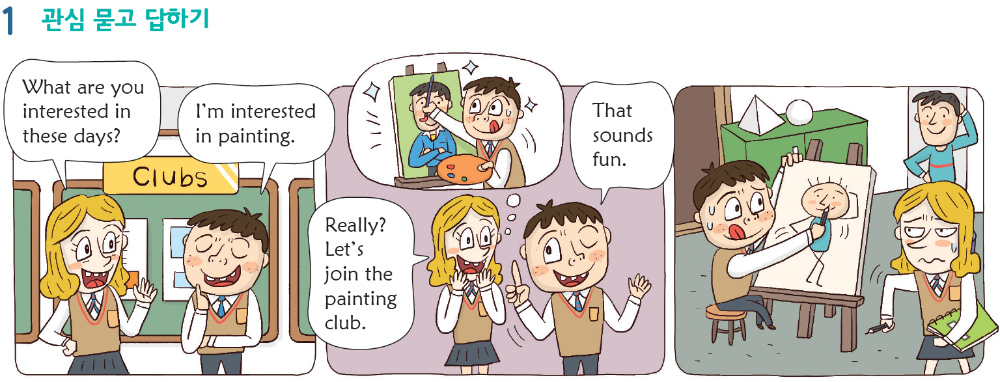 1 관심 묻고 답하기
What are you
interested in
these days?
I'm interested
in painting.
Clubs
Really?
Let's
join the
painting
club.
That
sounds
fun.